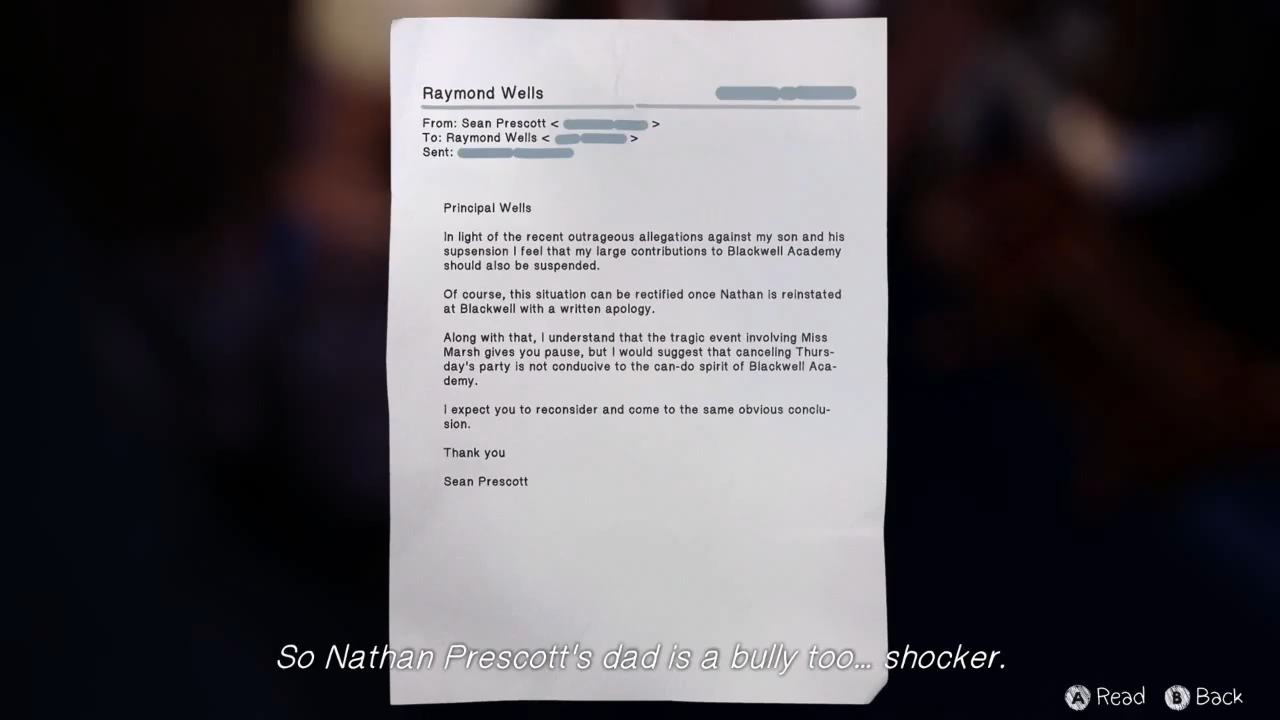 Raymond Wells
From: Sean Prescott < >
To: Raymond Wells < >
Sent:
Principal Wells
In light of the recent outrageous allegations against my son and his
supsension I feel that my large contributions to Blackwell Academy
should also be suspended.
Of course, this situation can be rectified once Nathan is reinstated
at Blackwell with a written apology.
Along with that, I understand that the tragic event involving Miss
Marsh gives you pause, but I would suggest that canceling Thurs-
day's party is not conducive to the can-do spirit of Blackwell Aca-
demy.
I expect you to reconsider and come to the same obvious conclu-
sion.
Thank you
Sean Prescott
So Nathan Prescott's dad is a bully too... shocker.
A Read B Back